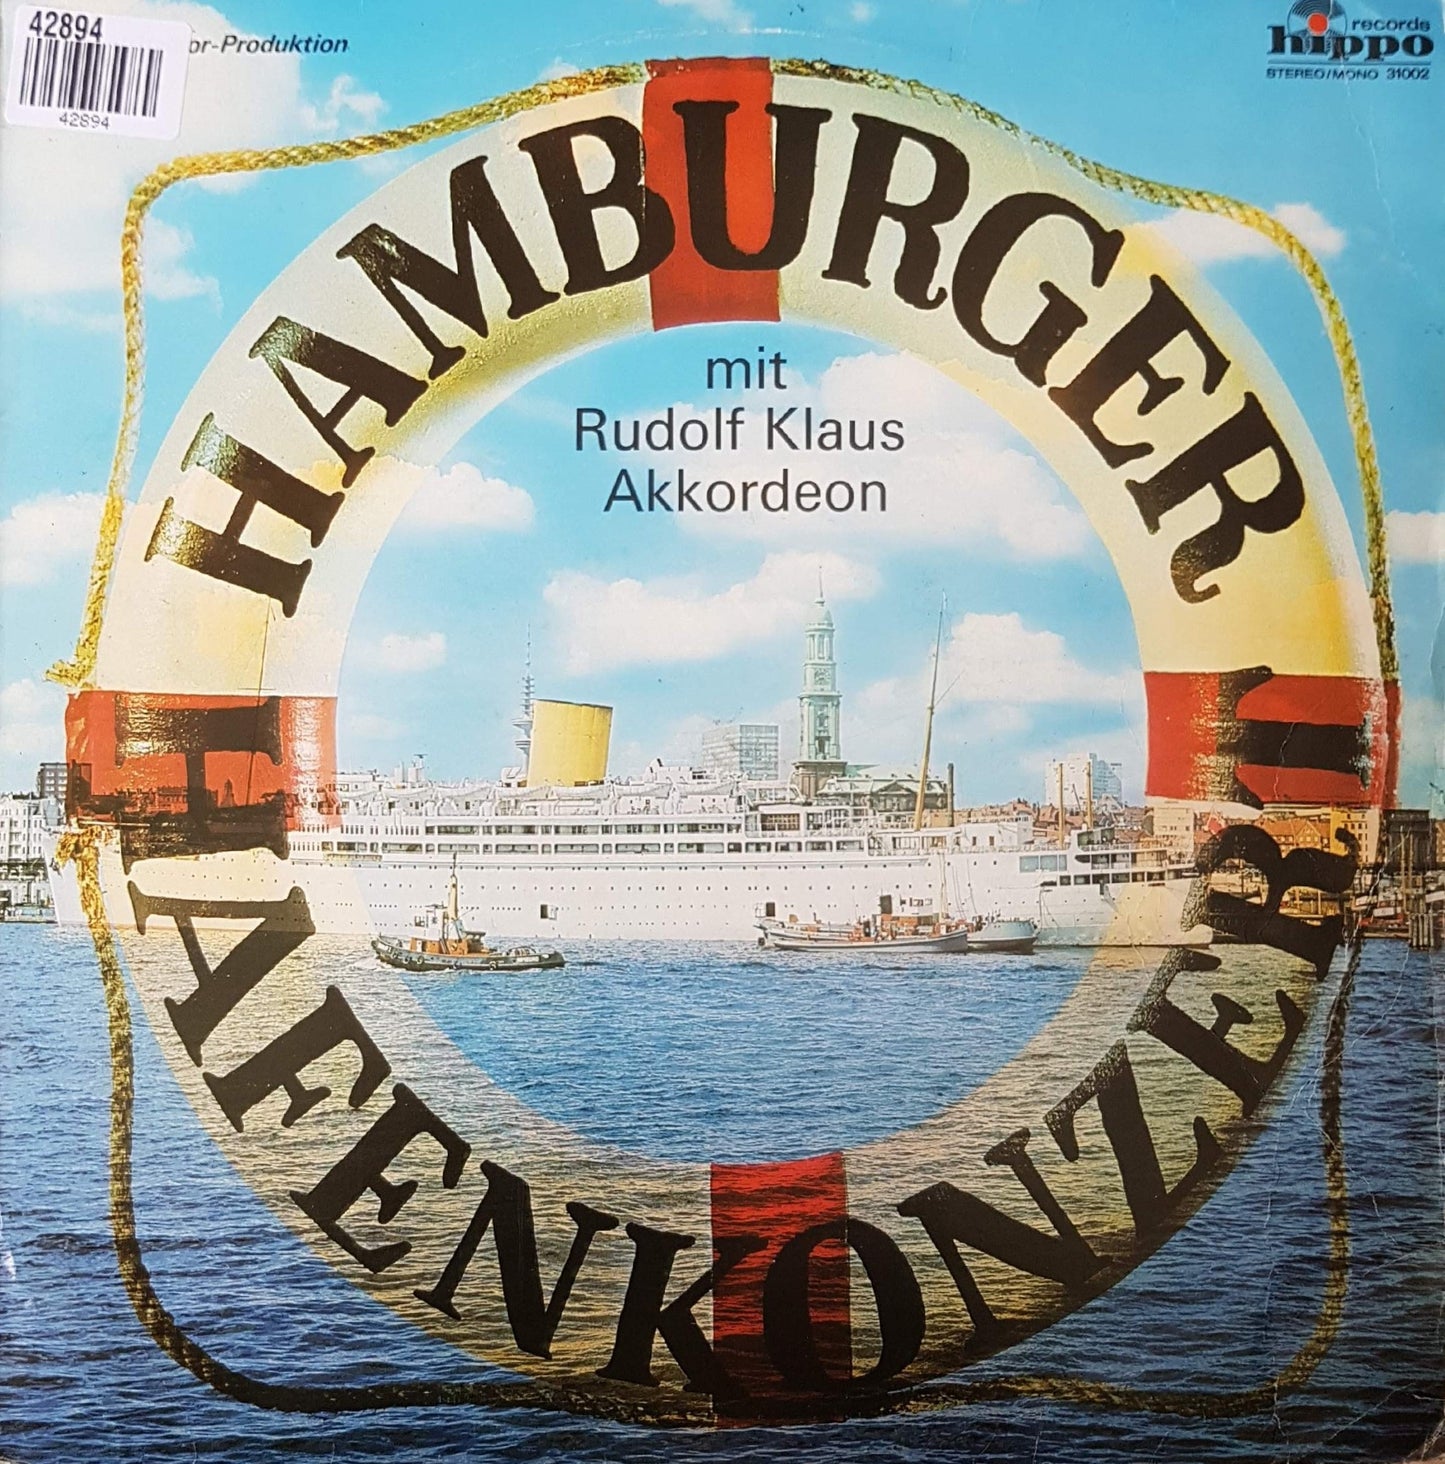 42894
42894
or-Produktion
records
hippo
STEREO/MONO 31002
HAMBURGER
HAFENKONZERT
mit
Rudolf Klaus
Akkordeon